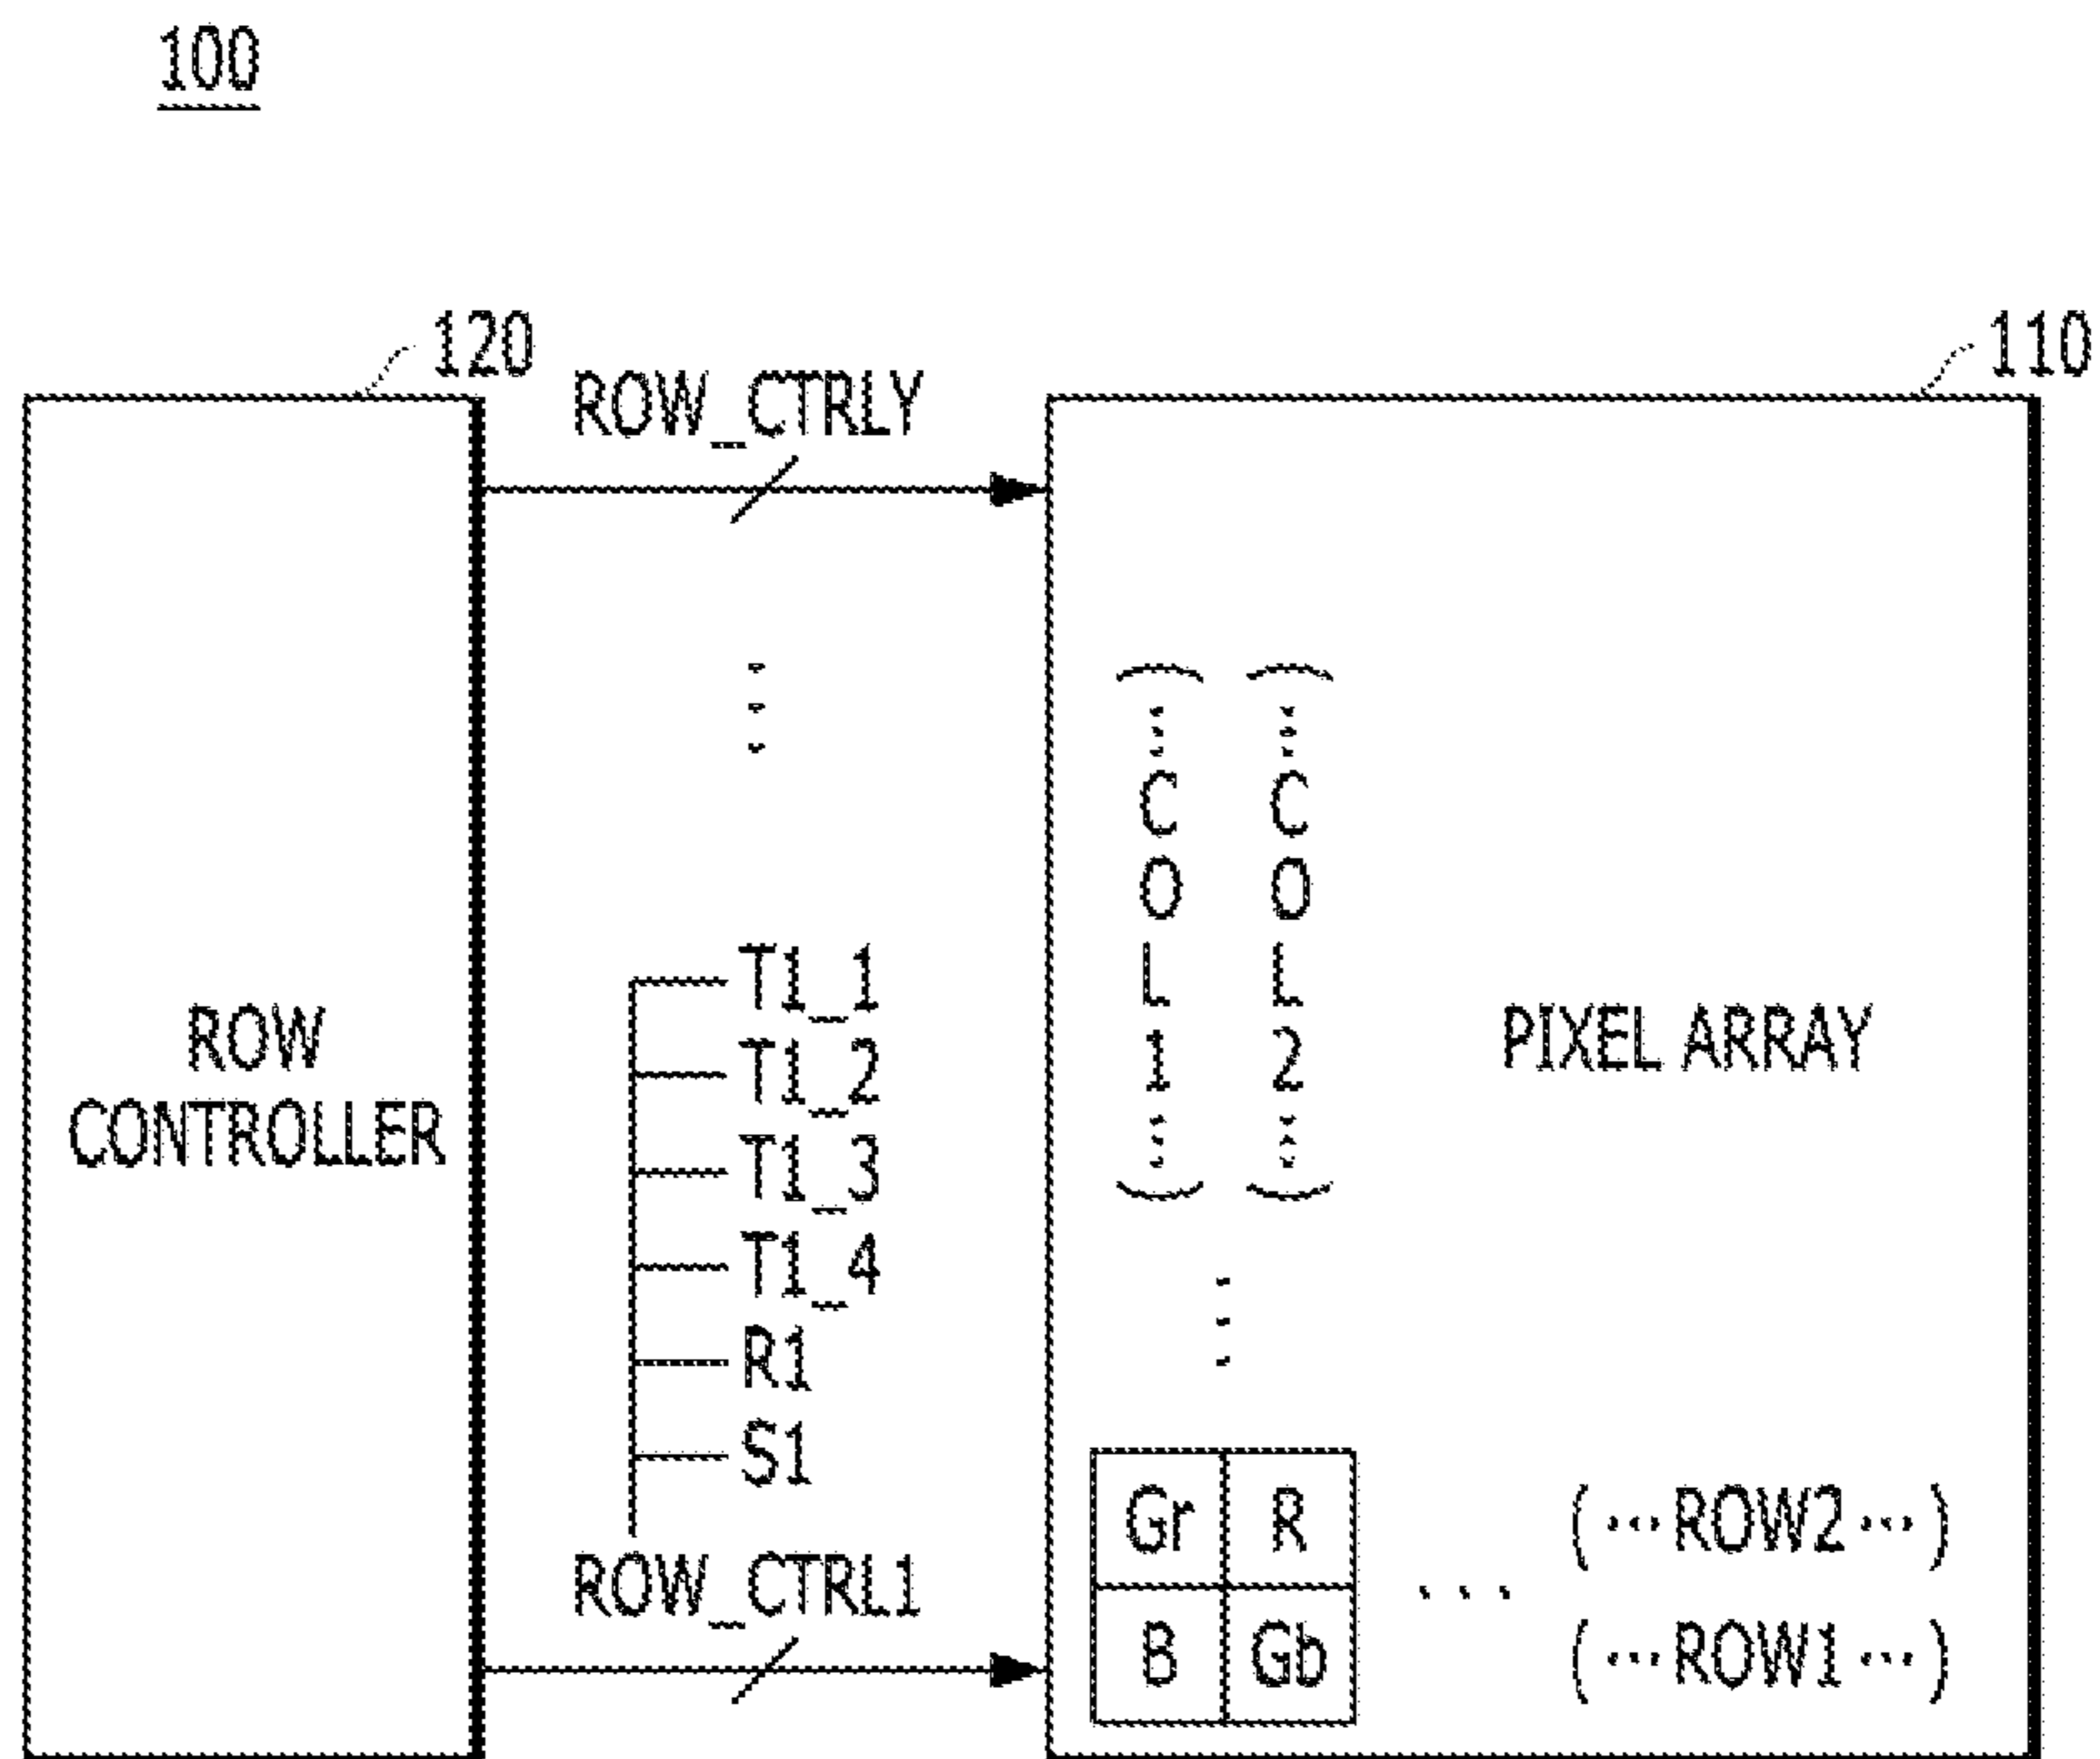 100
120
110
ROW_CTRLY
ROW
CONTROLLER
T1_1
T1_2
T1_3
T1_4
R1
S1
ROW_CTRL1
(…COL1…)
(…COL2…)
PIXEL ARRAY
Gr R … (…ROW2…)
B Gb (…ROW1…)